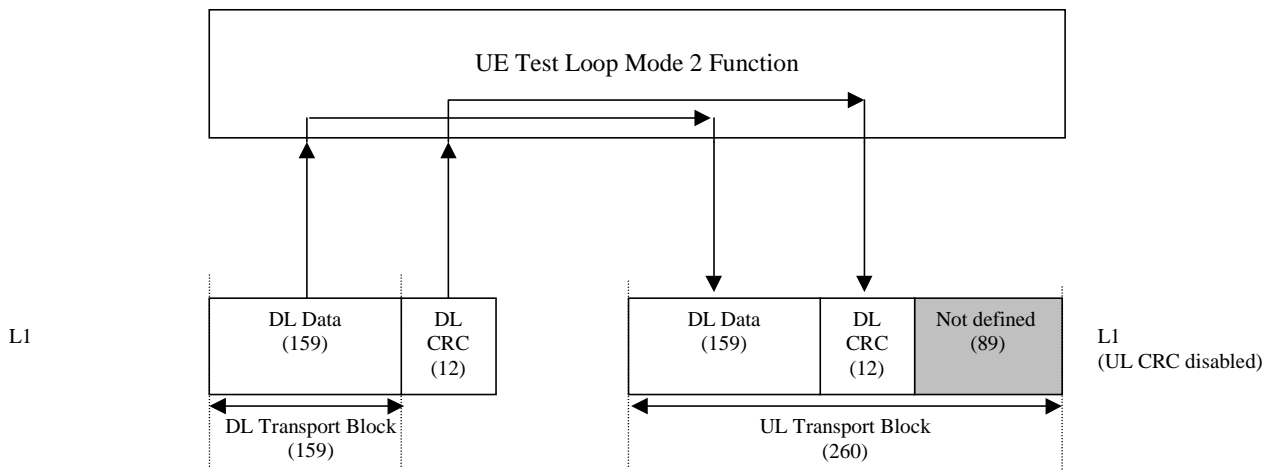 UE Test Loop Mode 2 Function
L1
DL Data
(159)
DL
CRC
(12)
DL Transport Block
(159)
DL Data
(159)
DL
CRC
(12)
Not defined
(89)
UL Transport Block
(260)
L1
(UL CRC disabled)